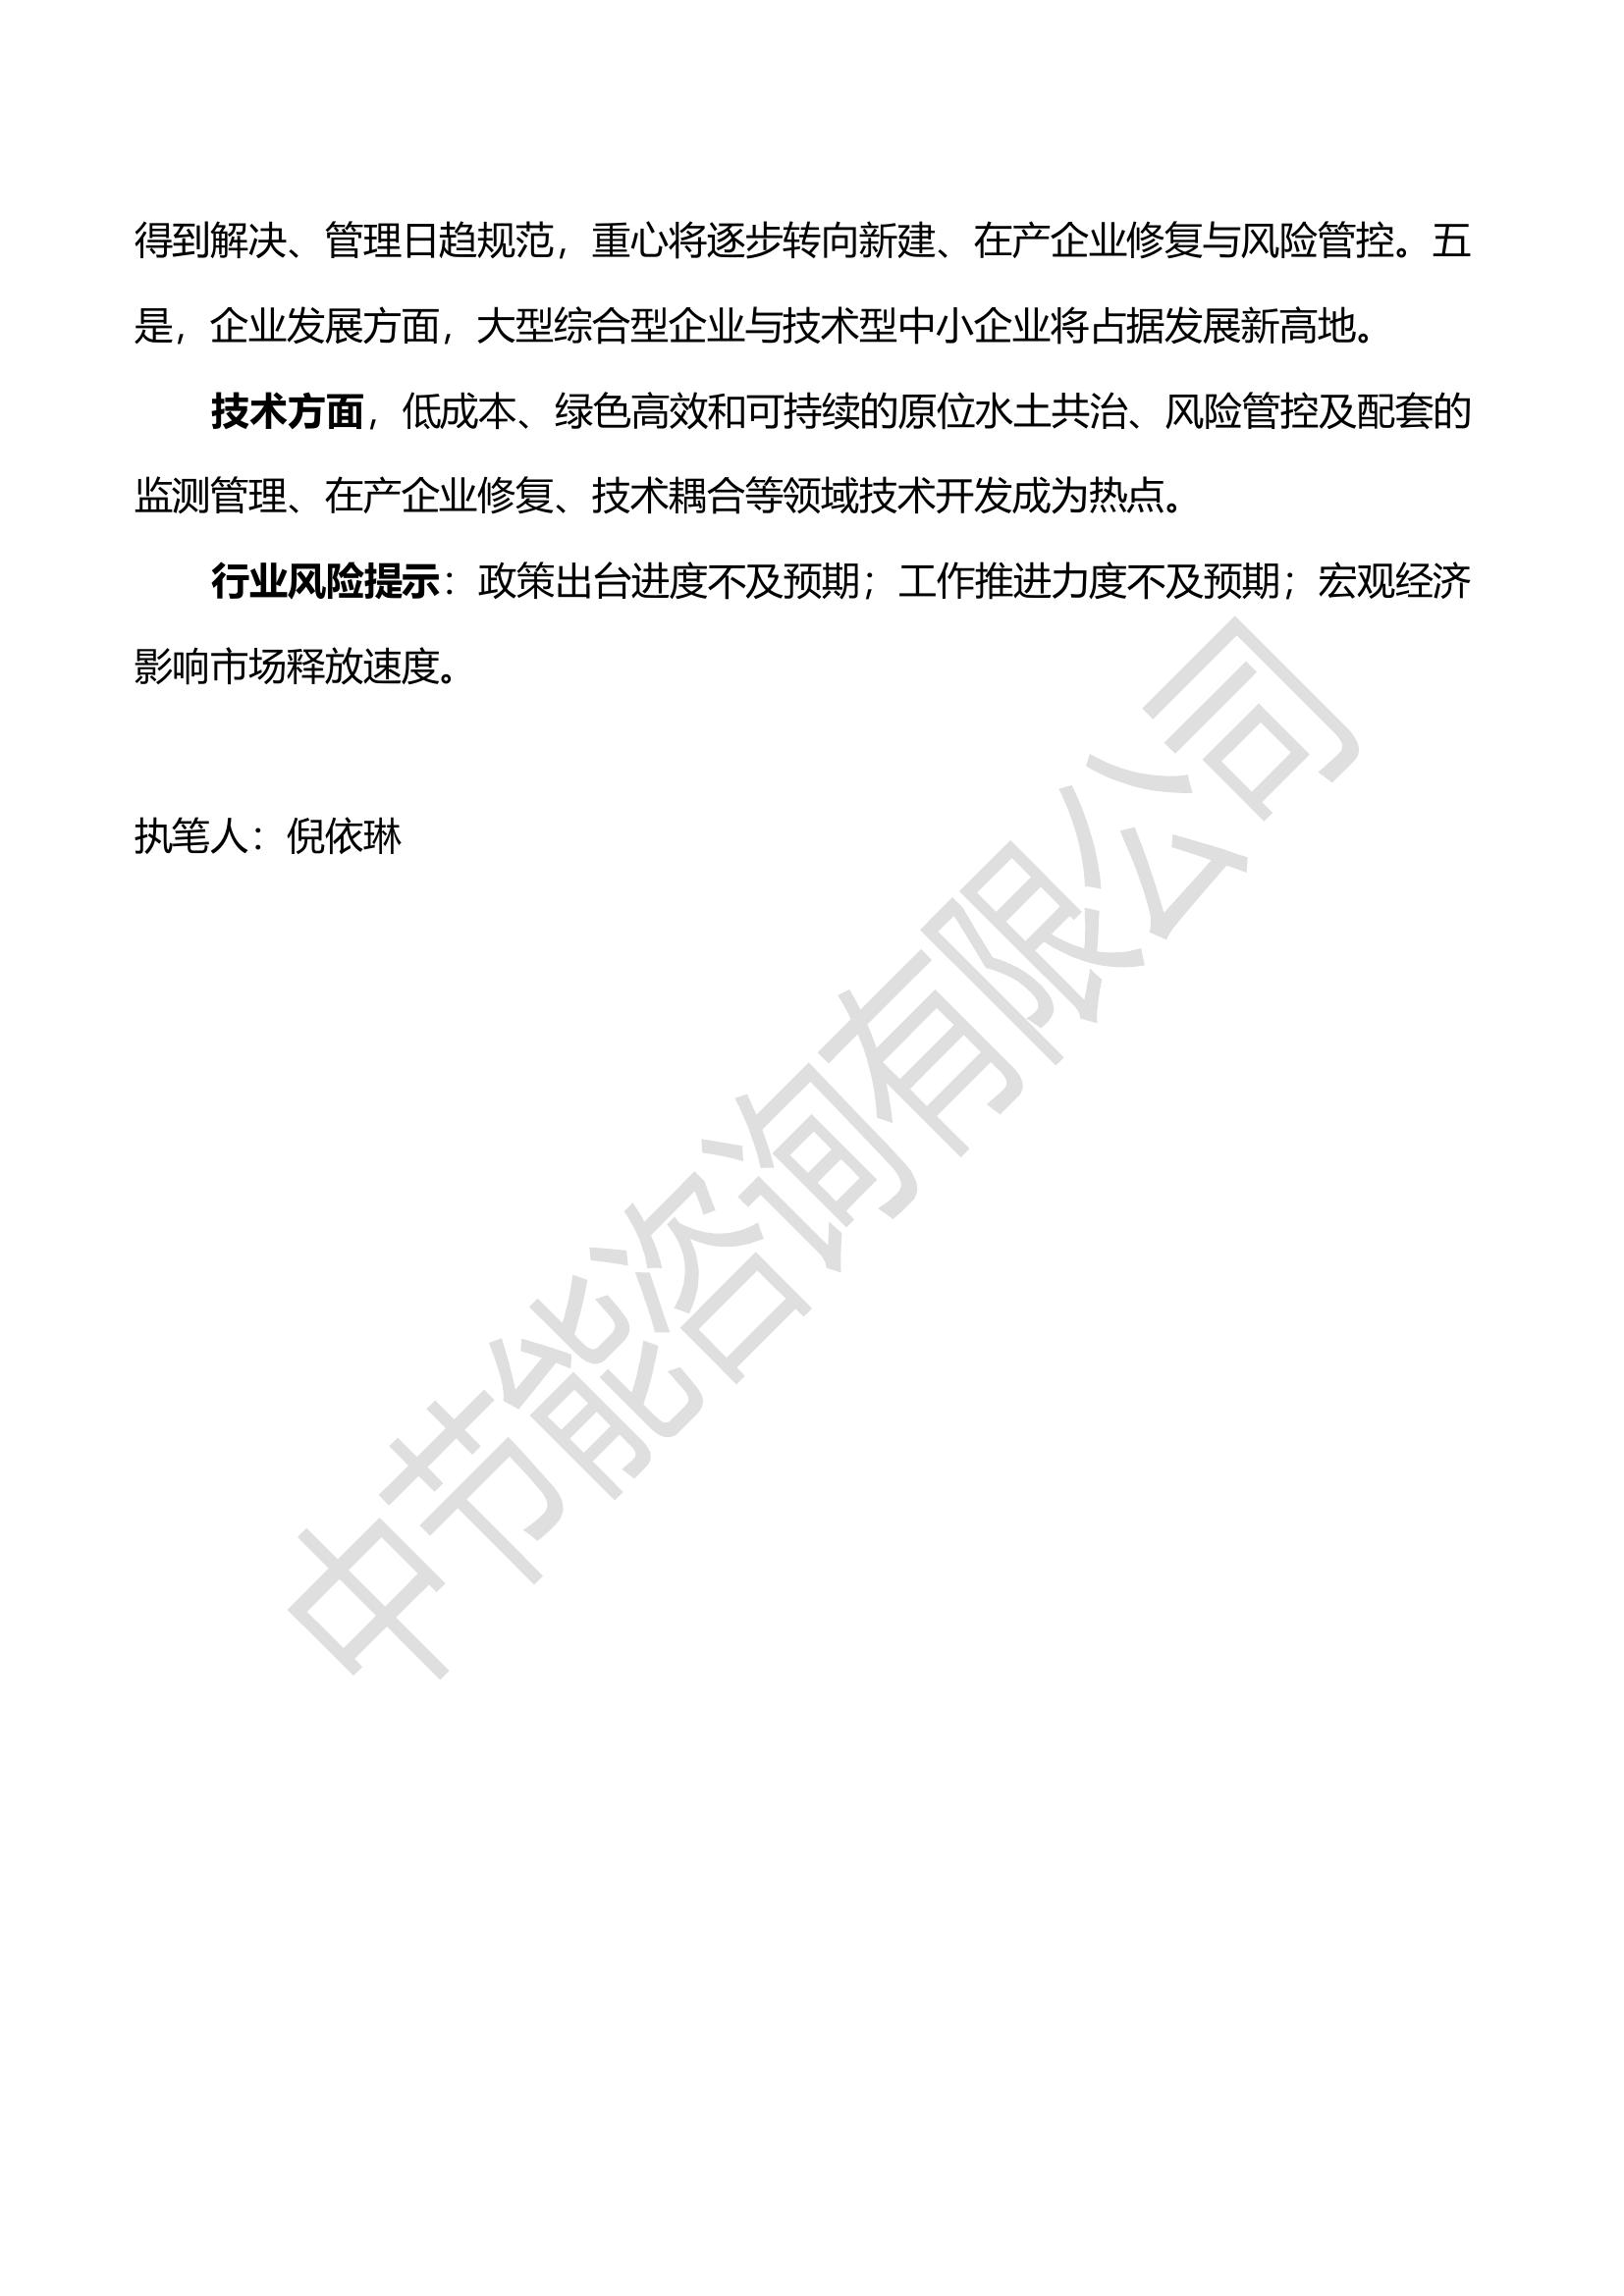 得到解决、管理日趋规范，重心将逐步转向新建、在产企业修复与风险管控。五
是，企业发展方面，大型综合型企业与技术型中小企业将占据发展新高地。
技术方面，低成本、绿色高效和可持续的原位水土共治、风险管控及配套的
监测管理、在产企业修复、技术耦合等领域技术开发成为热点。
行业风险提示：政策出台进度不及预期；工作推进力度不及预期；宏观经济
影响市场释放速度。
执笔人：倪依琳
中节能咨询有限公司